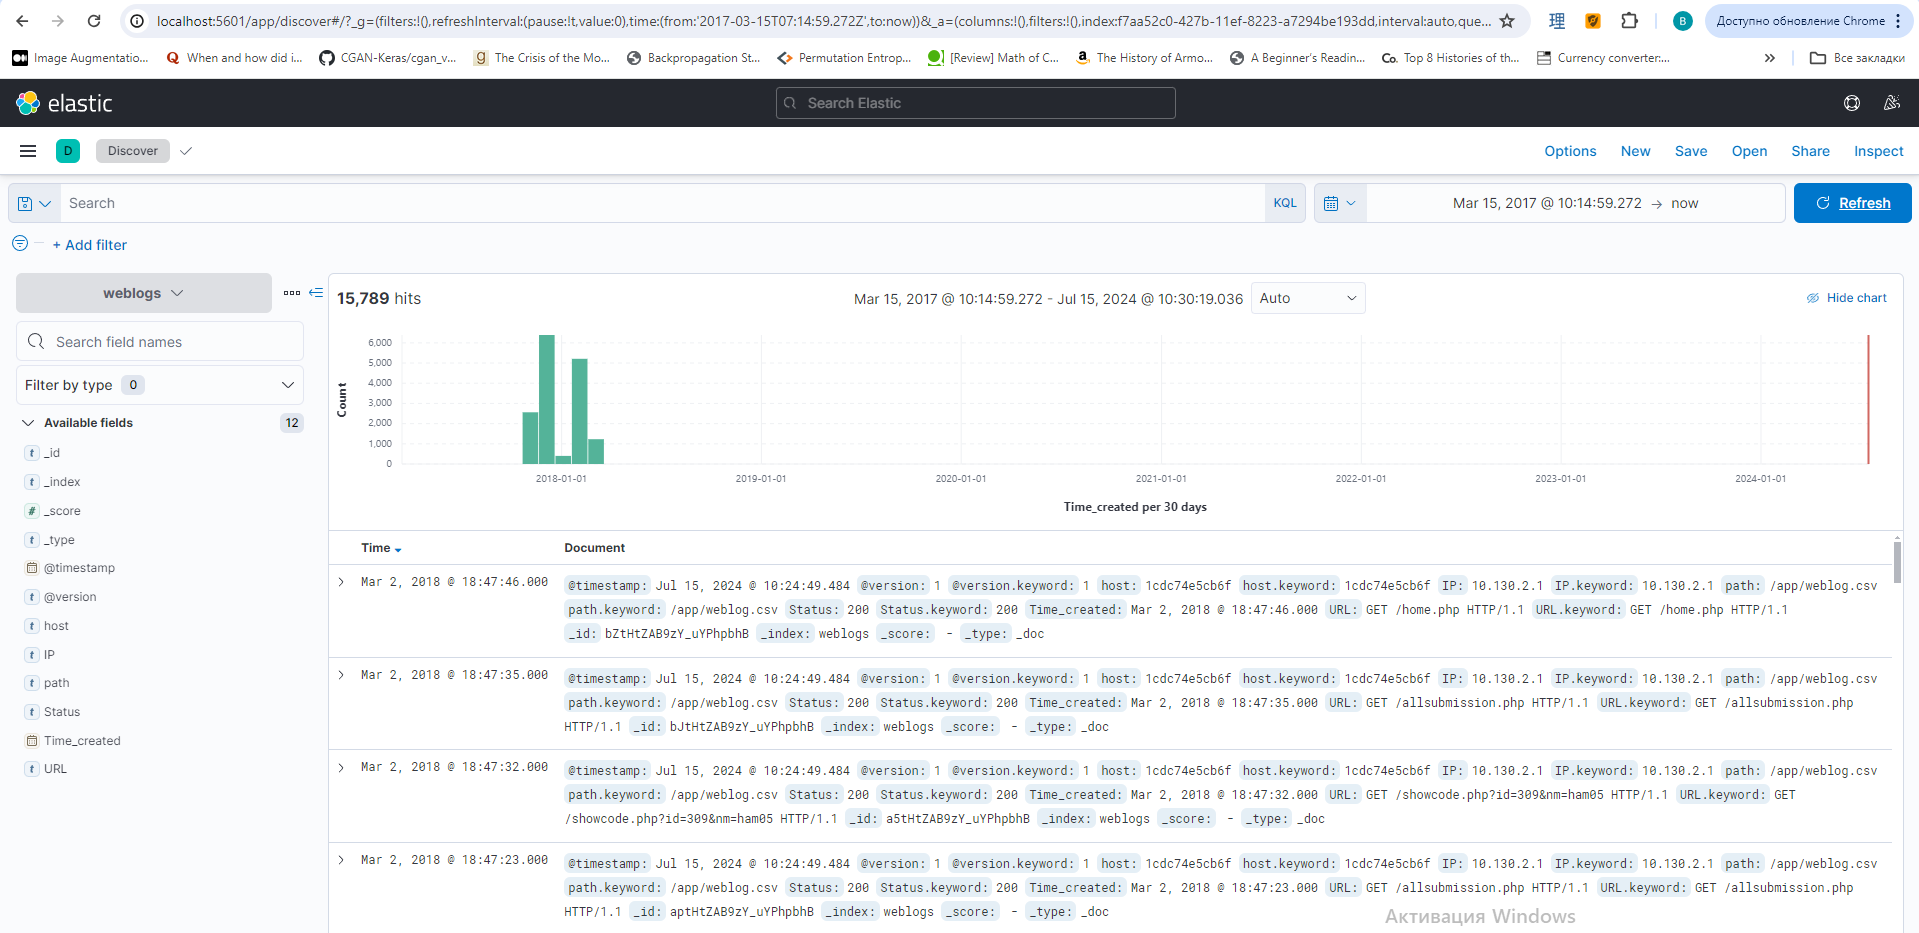 localhost:5601/app/discover#/?_g=(filters:!(),refreshInterval:(pause:!t,value:0),time:(from:'2017-03-15T07:14:59.272Z',to:now))&_a=(columns:!(),filters:!(),index:f7aa52c0-427b-11ef-8223-a7294be193dd,interval:auto,que...
理
B
Доступно обновление Chrome
Image Augmentatio...
When and how did i...
CGAN-Keras/cgan_v...
The Crisis of the Mo...
Backpropagation St...
Permutation Entrop...
[Review] Math of C...
The History of Armo...
A Beginner's Readin...
Co. Top 8 Histories of th...
Currency converter:...
Все закладки
elastic
Search Elastic
D
Discover
Options
New
Save
Open
Share
Inspect
Search
KQL
Mar 15, 2017 @ 10:14:59.272 → now
Refresh
+ Add filter
weblogs
15,789 hits
Mar 15, 2017 @ 10:14:59.272 - Jul 15, 2024 @ 10:30:19.036
Auto
Hide chart
Search field names
Filter by type 0
Available fields 12
t _id
t _index
# _score
t _type
@timestamp
t @version
t host
t IP
t path
t Status
Time_created
t URL
Count
6,000
5,000
4,000
3,000
2,000
1,000
0
2018-01-01
2019-01-01
2020-01-01
2021-01-01
2022-01-01
2023-01-01
2024-01-01
Time_created per 30 days
Time
Document
Mar 2, 2018 @ 18:47:46.000
@timestamp: Jul 15, 2024 @ 10:24:49.484 @version: 1 @version.keyword: 1 host: 1cdc74e5cb6f host.keyword: 1cdc74e5cb6f IP: 10.130.2.1 IP.keyword: 10.130.2.1 path: /app/weblog.csv
path.keyword: /app/weblog.csv Status: 200 Status.keyword: 200 Time_created: Mar 2, 2018 @ 18:47:46.000 URL: GET /home.php HTTP/1.1 URL.keyword: GET /home.php HTTP/1.1
_id: bZtHtZAB9zY_uYPhpbhB _index: weblogs _score: - _type: _doc
Mar 2, 2018 @ 18:47:35.000
@timestamp: Jul 15, 2024 @ 10:24:49.484 @version: 1 @version.keyword: 1 host: 1cdc74e5cb6f host.keyword: 1cdc74e5cb6f IP: 10.130.2.1 IP.keyword: 10.130.2.1 path: /app/weblog.csv
path.keyword: /app/weblog.csv Status: 200 Status.keyword: 200 Time_created: Mar 2, 2018 @ 18:47:35.000 URL: GET /allsubmission.php HTTP/1.1 URL.keyword: GET /allsubmission.php
HTTP/1.1 _id: bJtHtZAB9zY_uYPhpbhB _index: weblogs _score: - _type: _doc
Mar 2, 2018 @ 18:47:32.000
@timestamp: Jul 15, 2024 @ 10:24:49.484 @version: 1 @version.keyword: 1 host: 1cdc74e5cb6f host.keyword: 1cdc74e5cb6f IP: 10.130.2.1 IP.keyword: 10.130.2.1 path: /app/weblog.csv
path.keyword: /app/weblog.csv Status: 200 Status.keyword: 200 Time_created: Mar 2, 2018 @ 18:47:32.000 URL: GET /showcode.php?id=309&nm=ham05 HTTP/1.1 URL.keyword: GET
/showcode.php?id=309&nm=ham05 HTTP/1.1 _id: a5tHtZAB9zY_uYPhpbhB _index: weblogs _score: - _type: _doc
Mar 2, 2018 @ 18:47:23.000
@timestamp: Jul 15, 2024 @ 10:24:49.484 @version: 1 @version.keyword: 1 host: 1cdc74e5cb6f host.keyword: 1cdc74e5cb6f IP: 10.130.2.1 IP.keyword: 10.130.2.1 path: /app/weblog.csv
path.keyword: /app/weblog.csv Status: 200 Status.keyword: 200 Time_created: Mar 2, 2018 @ 18:47:23.000 URL: GET /allsubmission.php HTTP/1.1 URL.keyword: GET /allsubmission.php
HTTP/1.1 _id: aptHtZAB9zY_uYPhpbhB _index: weblogs _score: - _type: _doc
Активация Windows